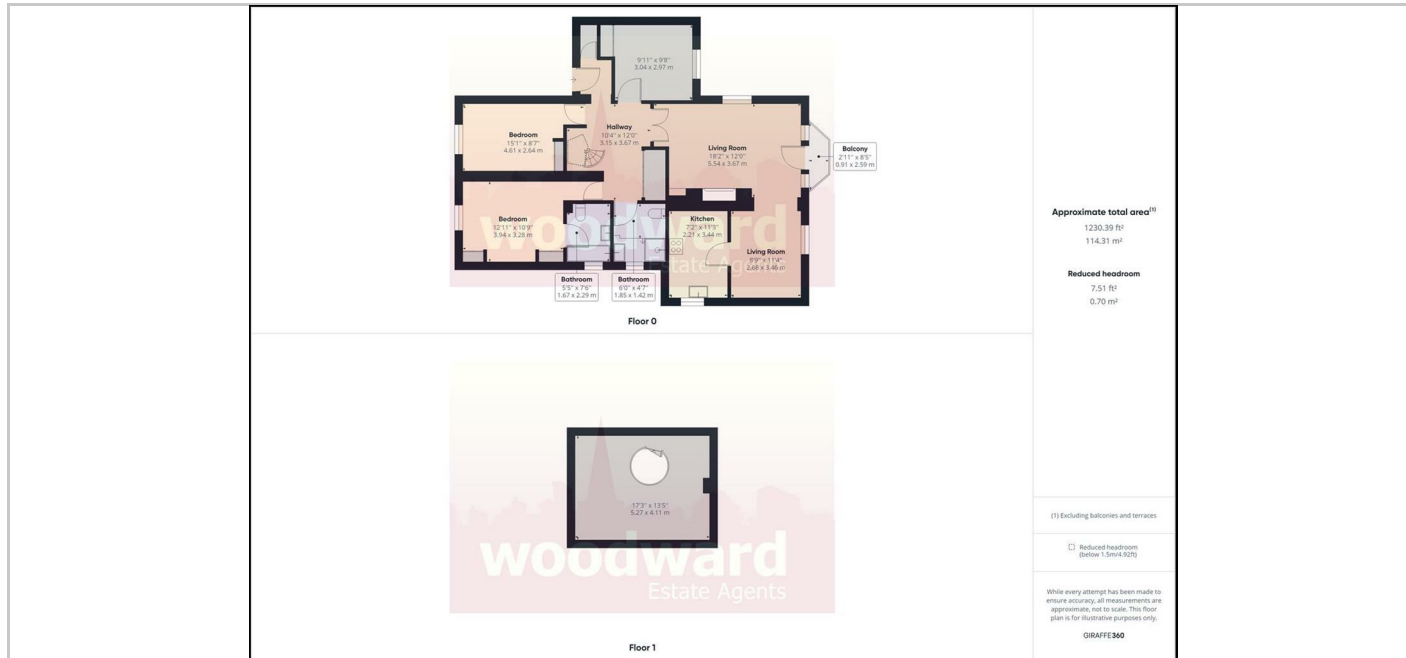 9'11" x 9'8"
3.04 x 2.97 m
Bedroom
15'1" x 8'7"
4.61 x 2.64 m
Hallway
10'4" x 12'0"
3.15 x 3.67 m
Living Room
18'2" x 12'0"
5.54 x 3.67 m
Balcony
2'11" x 8'5"
0.91 x 2.59 m
Bedroom
12'11" x 10'9"
3.94 x 3.28 m
Kitchen
7'2" x 11'3"
2.21 x 3.44 m
Living Room
8'9" x 11'4"
2.68 x 3.46 m
Bathroom
5'5" x 7'6"
1.67 x 2.29 m
Bathroom
6'0" x 4'7"
1.85 x 1.42 m
woodward
Estate Agents
Floor 0
17'3" x 13'5"
5.27 x 4.11 m
woodward
Estate Agents
Floor 1
Approximate total area(1)
1230.39 ft²
114.31 m²
Reduced headroom
7.51 ft²
0.70 m²
(1) Excluding balconies and terraces
Reduced headroom
(below 1.5m/4.92ft)
While every attempt has been made to
ensure accuracy, all measurements are
approximate, not to scale. This floor
plan is for illustrative purposes only.
GIRAFFE360